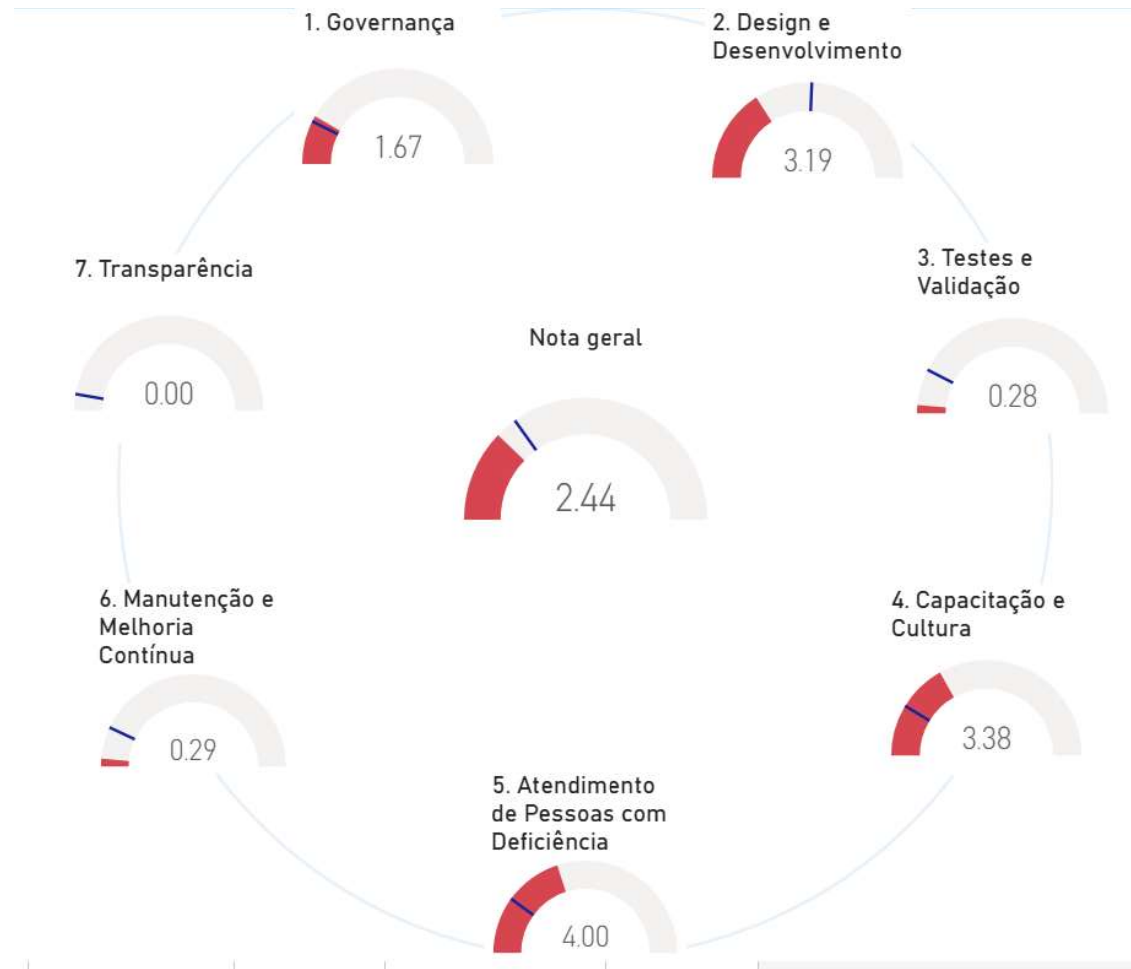 1. Governança
1.67
2. Design e
Desenvolvimento
3.19
7. Transparência
0.00
3. Testes e
Validação
0.28
Nota geral
2.44
6. Manutenção e
Melhoria
Contínua
0.29
4. Capacitação e
Cultura
3.38
5. Atendimento
de Pessoas com
Deficiência
4.00